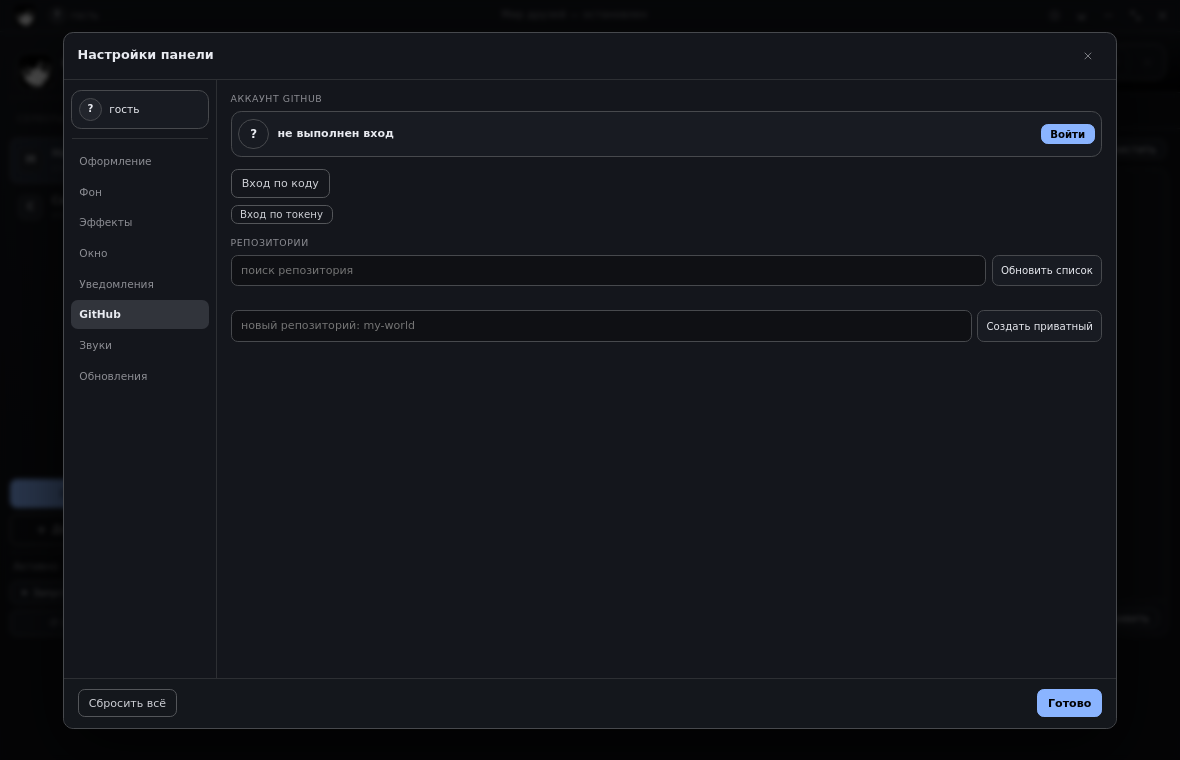 Настройки панели
×
? гость
Оформление
Фон
Эффекты
Окно
Уведомления
GitHub
Звуки
Обновления
АККАУНТ GITHUB
? не выполнен вход
Войти
Вход по коду
Вход по токену
РЕПОЗИТОРИИ
поиск репозитория
Обновить список
новый репозиторий: my-world
Создать приватный
Сбросить всё
Готово